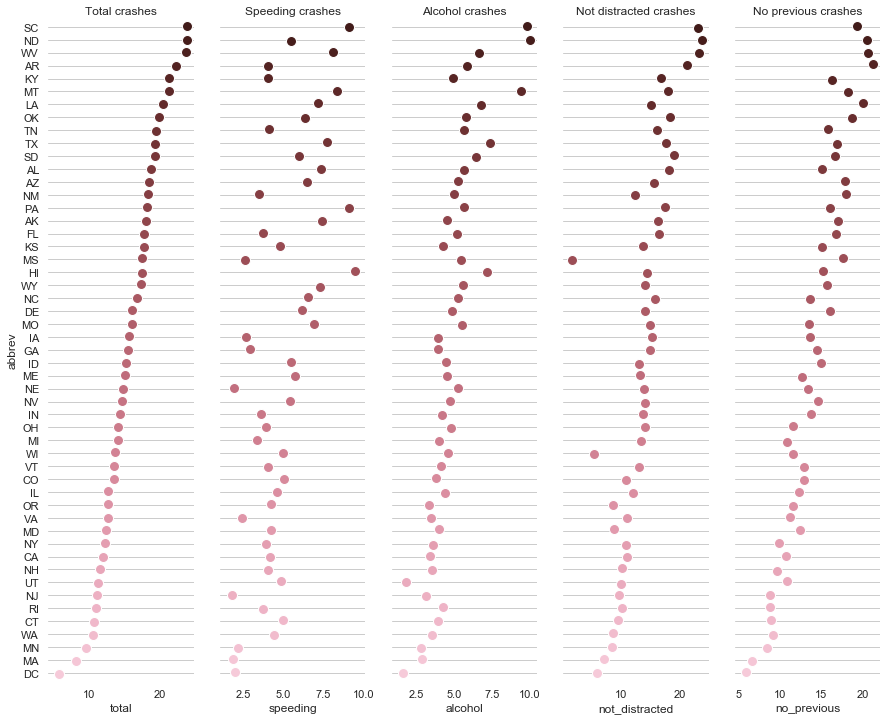 Total crashes Speeding crashes Alcohol crashes Not distracted crashes No previous crashes
SC
ND
WV
AR
KY
MT
LA
OK
TN
TX
SD
AL
AZ
NM
PA
AK
FL
KS
MS
HI
WY
NC
DE
MO
IA
GA
ID
ME
NE
NV
IN
OH
MI
WI
VT
CO
IL
OR
VA
MD
NY
CA
NH
UT
NJ
RI
CT
WA
MN
MA
DC
abbrev
10 20 2.5 5.0 7.5 10.0 2.5 5.0 7.5 10.0 10 20 5 10 15 20
total speeding alcohol not_distracted no_previous